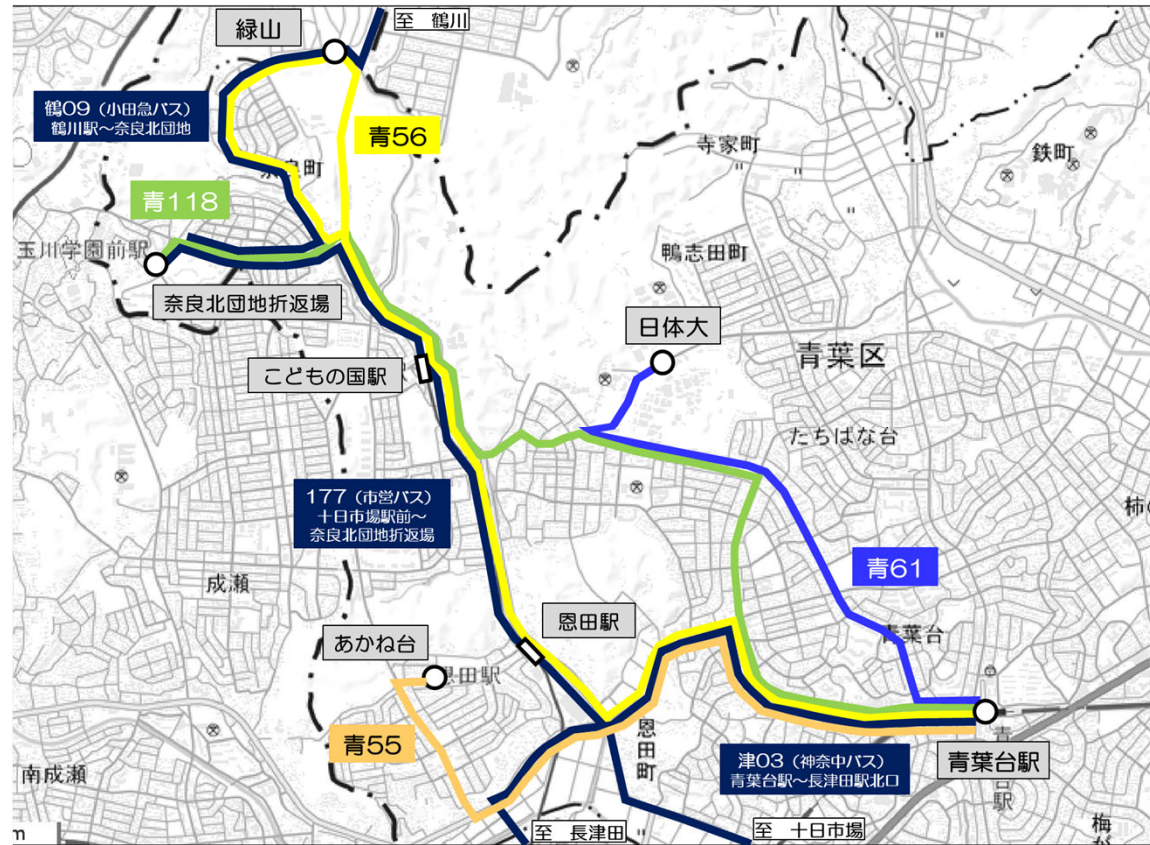 至 鶴川
緑山
鶴09（小田急バス）
鶴川駅～奈良北団地
青56
寺家町
鉄町
奈良町
青118
玉川学園前駅
鴨志田町
奈良北団地折返場
日体大
青葉区
こどもの国駅
たちばな台
177（市営バス）
十日市場駅前～
奈良北団地折返場
柿の
青61
成瀬
恩田駅
青葉台
あかね台
恩田駅
青55
恩田町
津03（神奈中バス）
青葉台駅～長津田駅北口
青葉台駅
南成瀬
至 長津田
至 十日市場
梅が
m